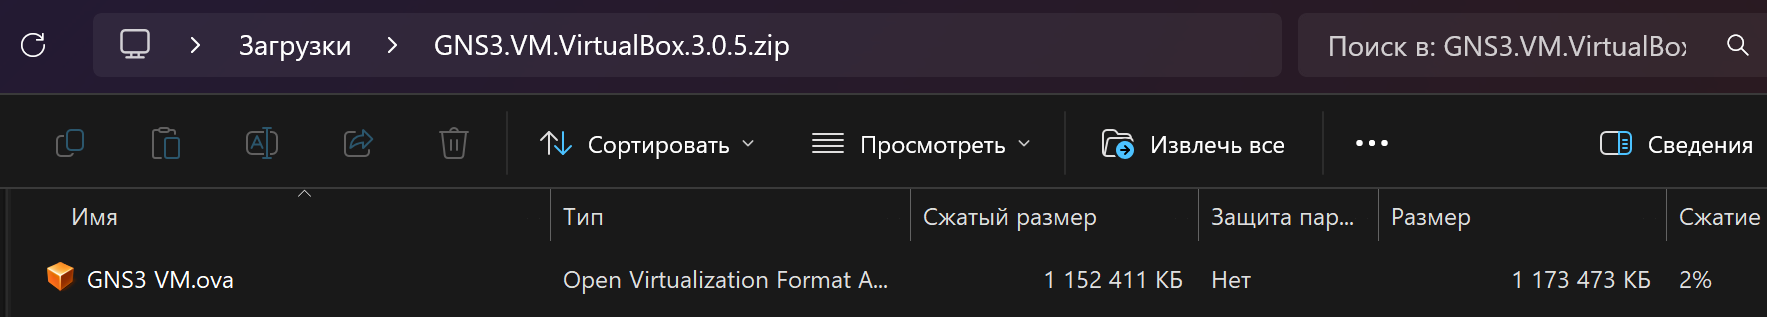 Загрузки GNS3.VM.VirtualBox.3.0.5.zip Поиск в: GNS3.VM.VirtualBox
Сортировать Просмотреть Извлечь все Сведения
Имя Тип Сжатый размер Защита пар... Размер Сжатие
GNS3 VM.ova Open Virtualization Format A... 1 152 411 КБ Нет 1 173 473 КБ 2%